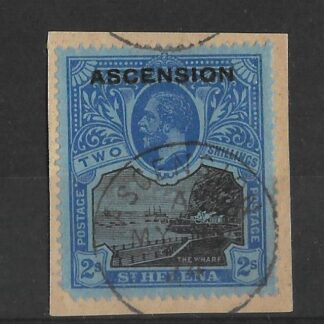 ASCENSION
TWO SHILLINGS
POSTAGE
POSTAGE
THE WHARF
2s 2s
ST HELENA